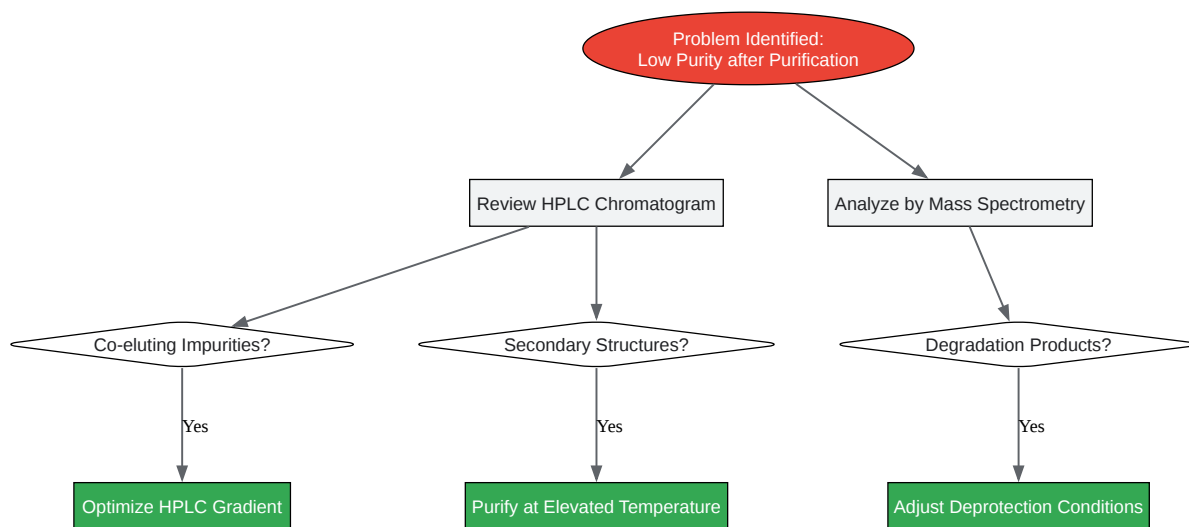 Problem Identified:
Low Purity after Purification
Review HPLC Chromatogram
Analyze by Mass Spectrometry
Co-eluting Impurities?
Secondary Structures?
Degradation Products?
Yes
Yes
Yes
Optimize HPLC Gradient
Purify at Elevated Temperature
Adjust Deprotection Conditions